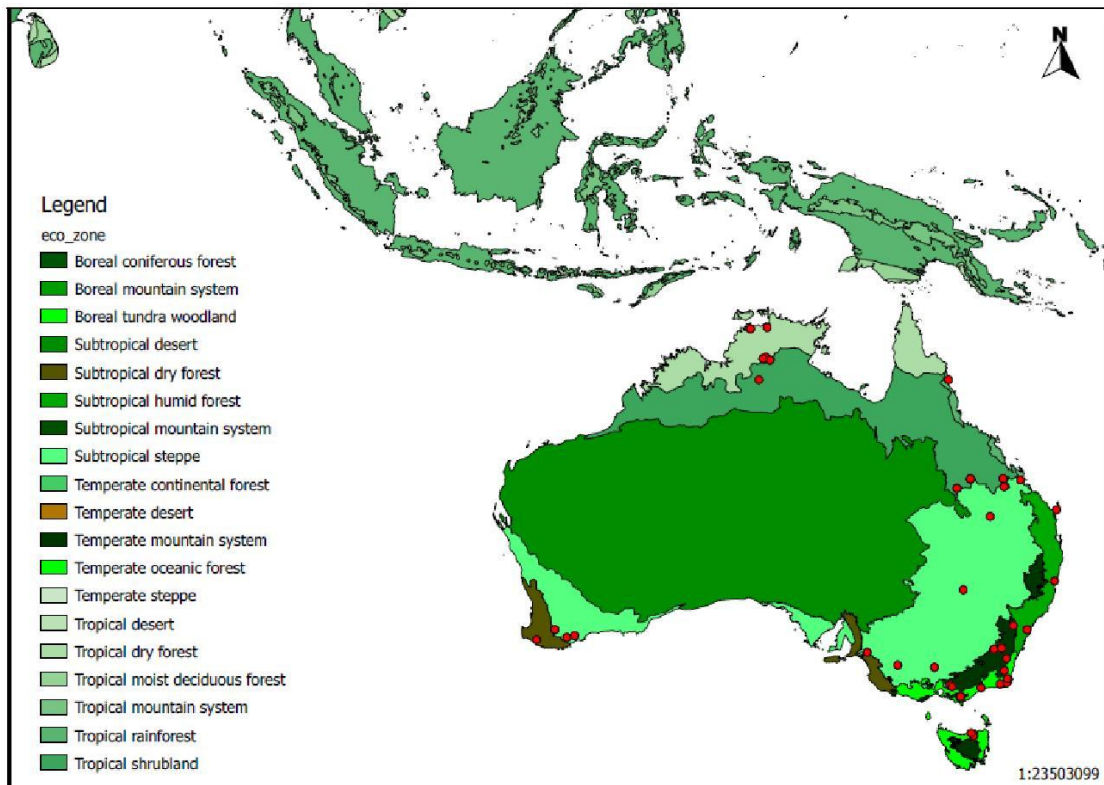 N
Legend
eco_zone
Boreal coniferous forest
Boreal mountain system
Boreal tundra woodland
Subtropical desert
Subtropical dry forest
Subtropical humid forest
Subtropical mountain system
Subtropical steppe
Temperate continental forest
Temperate desert
Temperate mountain system
Temperate oceanic forest
Temperate steppe
Tropical desert
Tropical dry forest
Tropical moist deciduous forest
Tropical mountain system
Tropical rainforest
Tropical shrubland
1:23503099